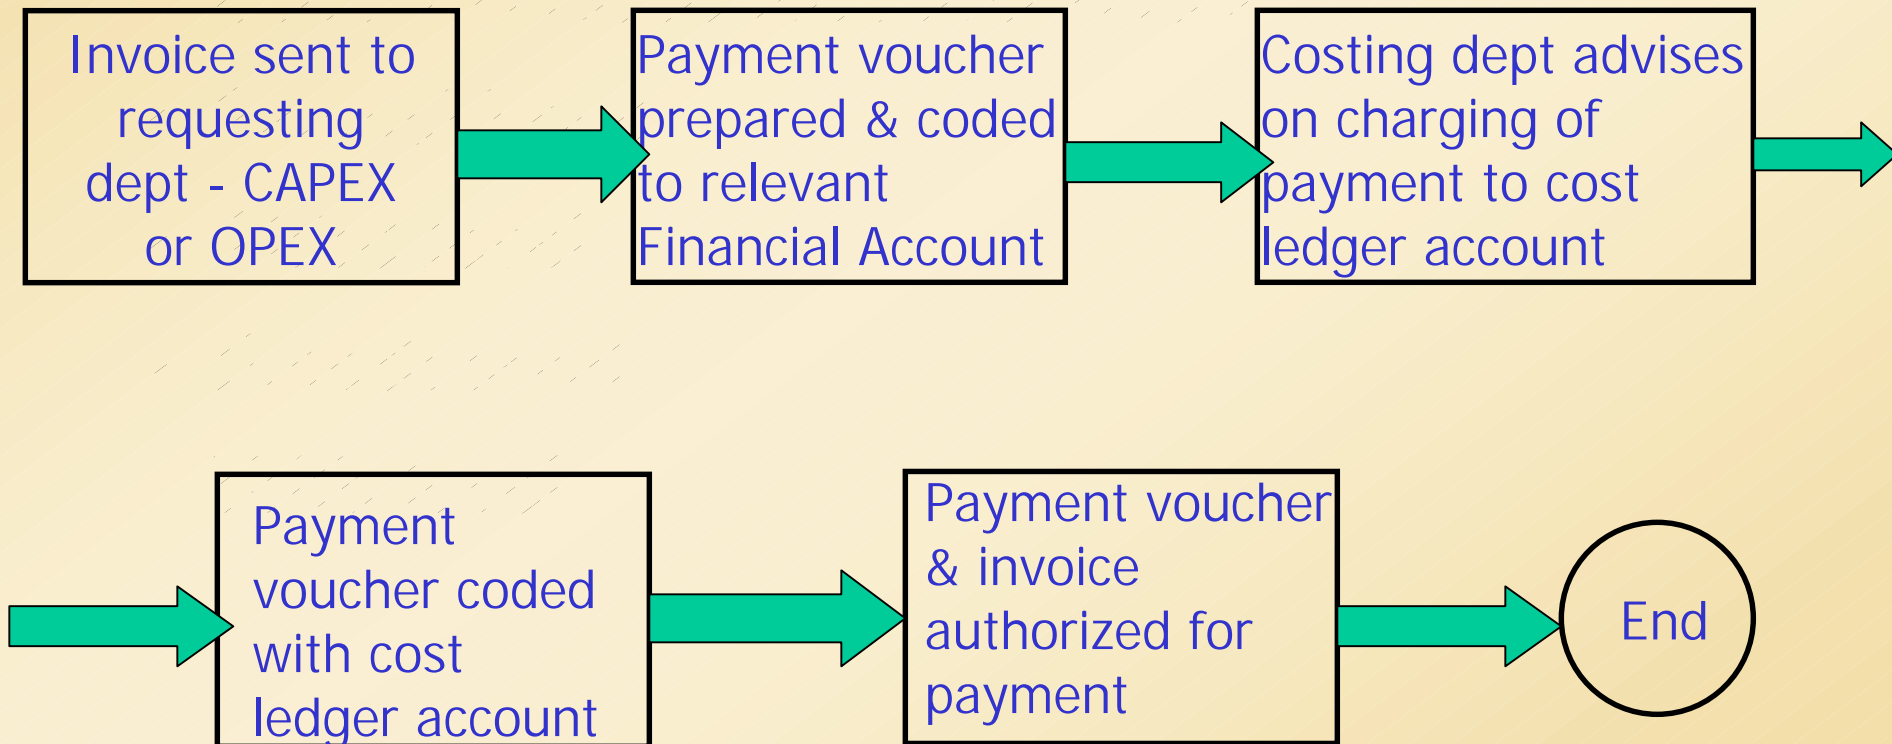 Invoice sent to
requesting
dept - CAPEX
or OPEX
Payment voucher
prepared & coded
to relevant
Financial Account
Costing dept advises
on charging of
payment to cost
ledger account
Payment
voucher coded
with cost
ledger account
Payment voucher
& invoice
authorized for
payment
End